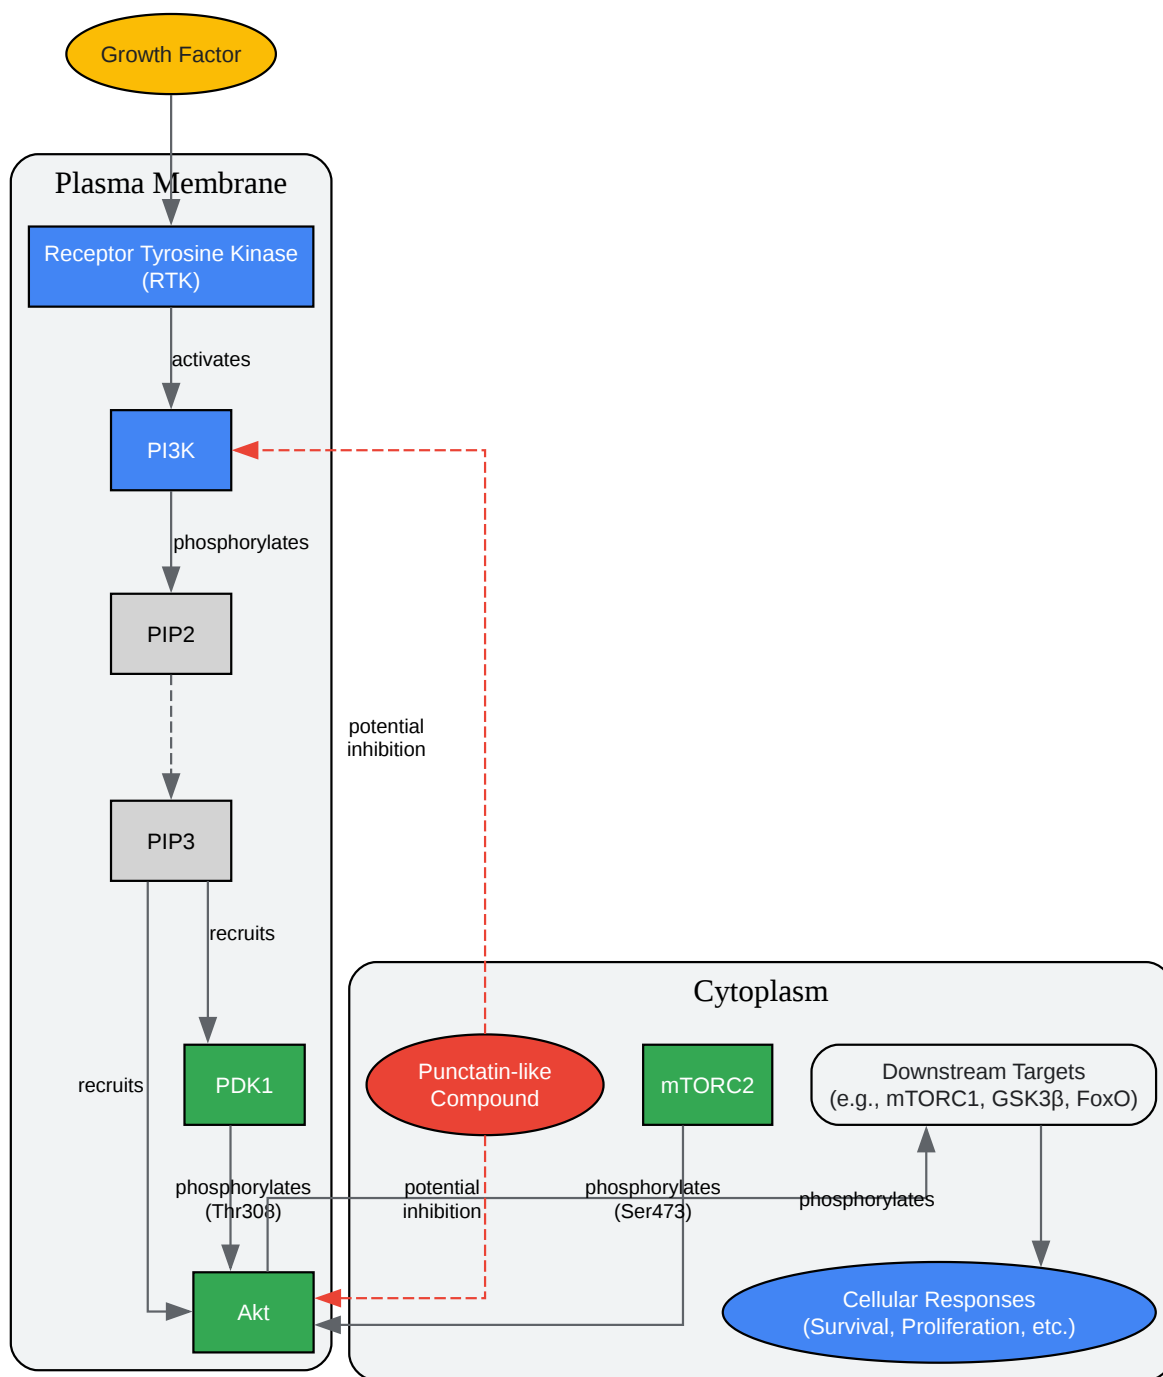 Growth Factor
Plasma Membrane
Receptor Tyrosine Kinase
(RTK)
activates
PI3K
phosphorylates
PIP2
potential
inhibition
PIP3
recruits
Cytoplasm
recruits
PDK1
Punctatin-like
Compound
mTORC2
Downstream Targets
(e.g., mTORC1, GSK3β, FoxO)
phosphorylates
(Thr308)
potential
inhibition
phosphorylates
(Ser473)
phosphorylates
Akt
Cellular Responses
(Survival, Proliferation, etc.)